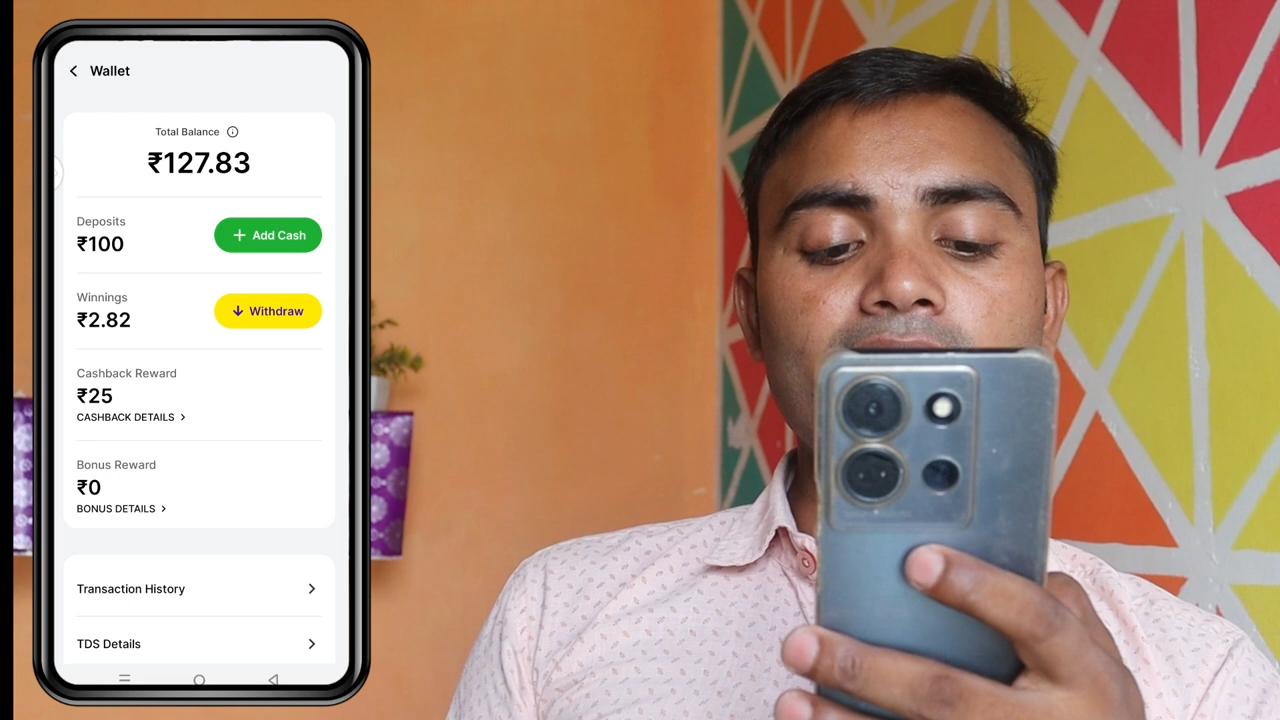 Wallet
Total Balance
₹127.83
Deposits
₹100
+ Add Cash
Winnings
₹2.82
Withdraw
Cashback Reward
₹25
CASHBACK DETAILS >
Bonus Reward
₹0
BONUS DETAILS >
Transaction History
TDS Details